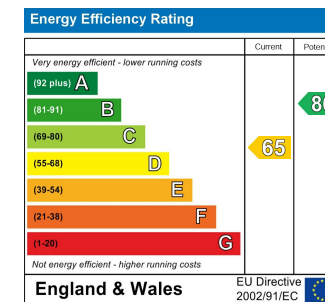 Energy Efficiency Rating
Current
Very energy efficient - lower running costs
(92 plus) A
(81-91) B
(69-80) C
(55-68) D
(39-54) E
(21-38) F
(1-20) G
65
Not energy efficient - higher running costs
England & Wales
EU Directive
2002/91/EC